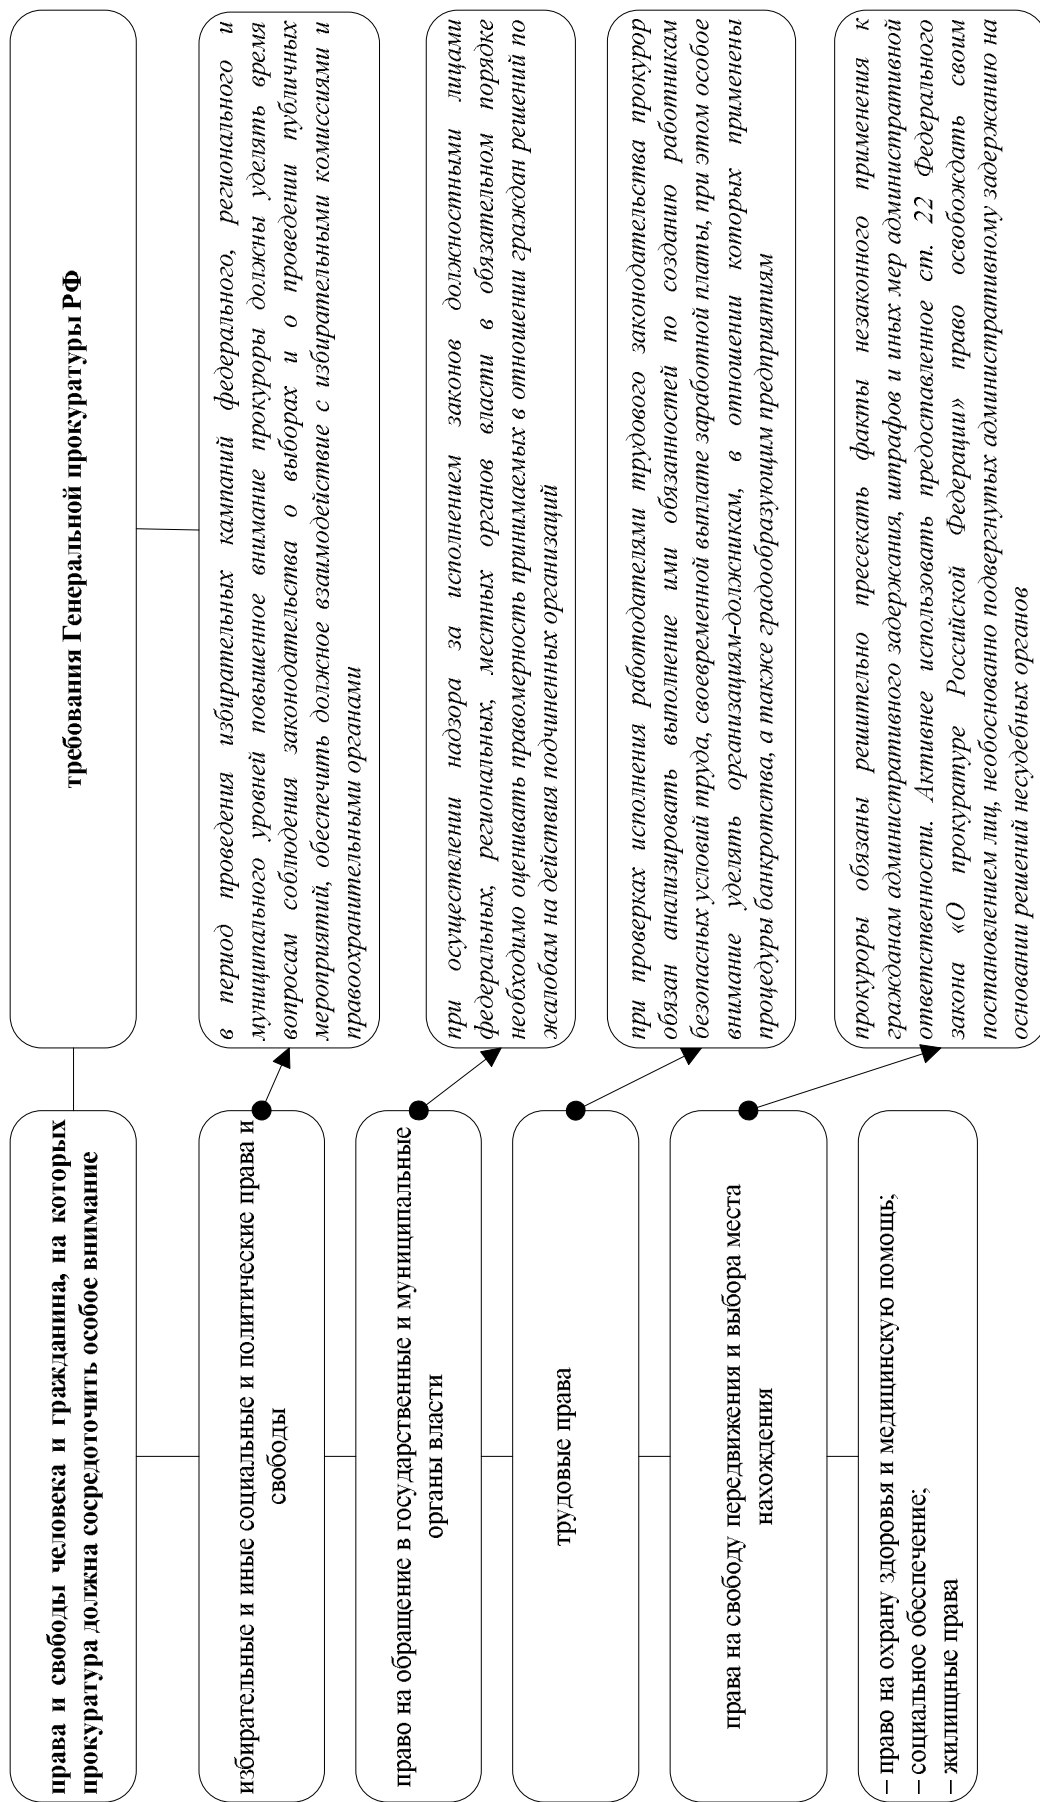 права и свободы человека и гражданина, на которых
прокуратура должна сосредоточить особое внимание
требования Генеральной прокуратуры РФ
избирательные и иные социальные и политические права и
свободы
в период проведения избирательных кампаний федерального, регионального и
муниципального уровней повышенное внимание прокуроры должны уделять время
вопросам соблюдения законодательства о выборах и о проведении публичных
мероприятий, обеспечить должное взаимодействие с избирательными комиссиями и
правоохранительными органами
право на обращение в государственные и муниципальные
органы власти
при осуществлении надзора за исполнением законов должностными лицами
федеральных, региональных, местных органов власти в обязательном порядке
необходимо оценивать правомерность принимаемых в отношении граждан решений по
жалобам на действия подчиненных организаций
трудовые права
при проверках исполнения работодателями трудового законодательства прокурор
обязан анализировать выполнение ими обязанностей по созданию работникам
безопасных условий труда, своевременной выплате заработной платы, при этом особое
внимание уделять организациям-должникам, в отношении которых применены
процедуры банкротства, а также градообразующим предприятиям
права на свободу передвижения и выбора места
нахождения
прокуроры обязаны решительно пресекать факты незаконного применения к
гражданам административного задержания, штрафов и иных мер административной
ответственности. Активнее использовать предоставленное ст. 22 Федерального
закона «О прокуратуре Российской Федерации» право освобождать своим
постановлением лиц, необоснованно подвергнутых административному задержанию на
основании решений несудебных органов
– право на охрану здоровья и медицинскую помощь;
– социальное обеспечение;
– жилищные права